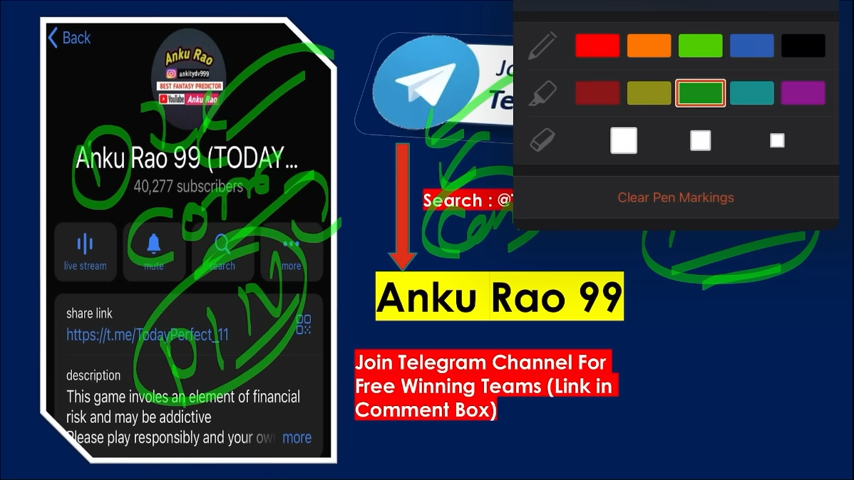 Back
Anku Rao
ankitydv999
BEST FANTASY PREDICTOR
YouTube Anku Rao
Anku Rao 99 (TODAY...
40,277 subscribers
live stream
mute
search
more
share link
https://t.me/TodayPerfect_11
description
This game involes an element of financial
risk and may be addictive
Please play responsibly and your own more
Search : @
Anku Rao 99
Join Telegram Channel For
Free Winning Teams (Link in
Comment Box)
Clear Pen Markings
PIN